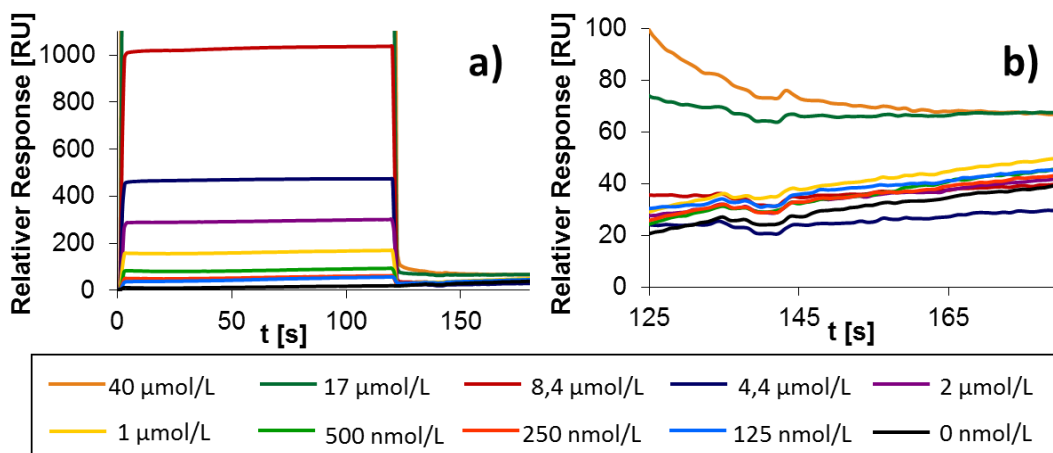 Relativer Response [RU]
1000
800
600
400
200
0
0
50
100
150
t [s]
a)
Relativer Response [RU]
100
80
60
40
20
0
125
145
165
t [s]
b)
40 µmol/L 17 µmol/L 8,4 µmol/L 4,4 µmol/L 2 µmol/L
1 µmol/L 500 nmol/L 250 nmol/L 125 nmol/L 0 nmol/L